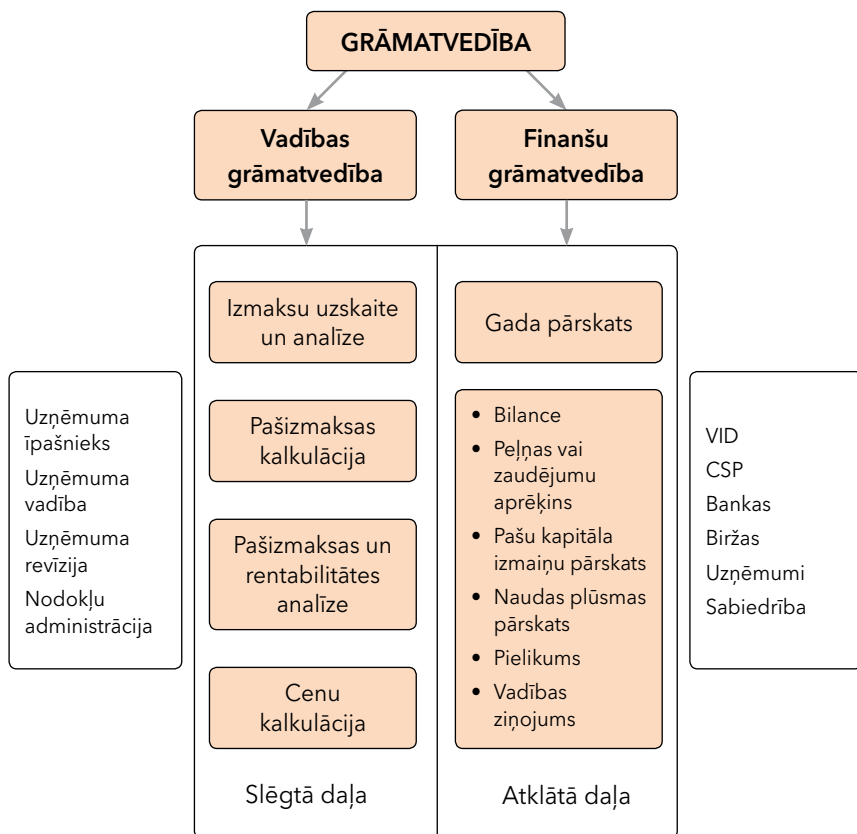 GRĀMATVEDĪBA
Vadības
grāmatvedība
Finanšu
grāmatvedība
Uzņēmuma
īpašnieks
Uzņēmuma
vadība
Uzņēmuma
revīzija
Nodokļu
administrācija
Izmaksu uzskaite
un analīze
Pašizmaksas
kalkulācija
Pašizmaksas un
rentabilitātes
analīze
Cenu
kalkulācija
Slēgtā daļa
Gada pārskats
• Bilance
• Peļņas vai
zaudējumu
aprēķins
• Pašu kapitāla
izmaiņu pārskats
• Naudas plūsmas
pārskats
• Pielikums
• Vadības
ziņojums
Atklātā daļa
VID
CSP
Bankas
Biržas
Uzņēmumi
Sabiedrība